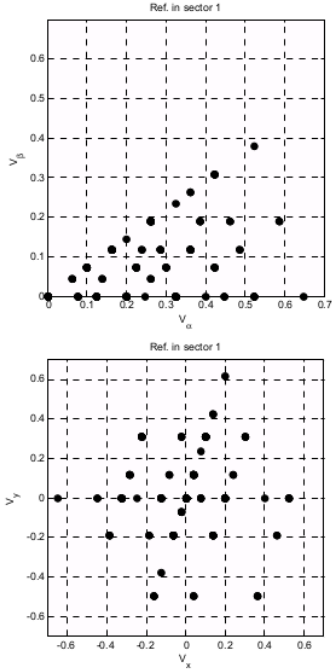 Ref. in sector 1
0.6
0.5
0.4
0.3
0.2
0.1
0
0 0.1 0.2 0.3 0.4 0.5 0.6 0.7
Vβ
Vα
Ref. in sector 1
0.6
0.4
0.2
0
-0.2
-0.4
-0.6
-0.6 -0.4 -0.2 0 0.2 0.4 0.6
Vy
Vx